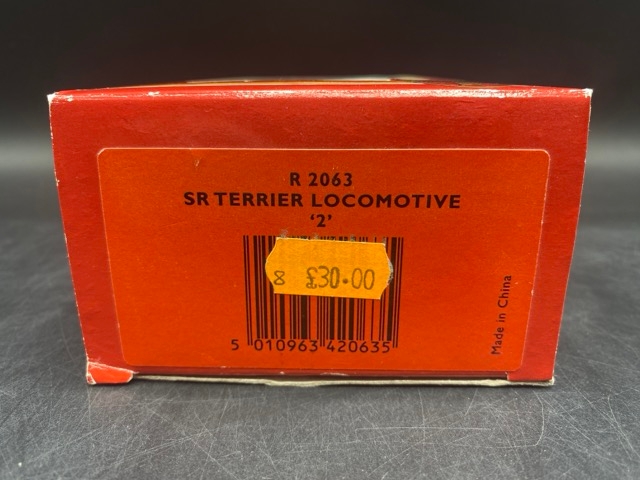 R 2063
SR TERRIER LOCOMOTIVE
‘2’
8 £30.00
5 010963 420635
Made in China